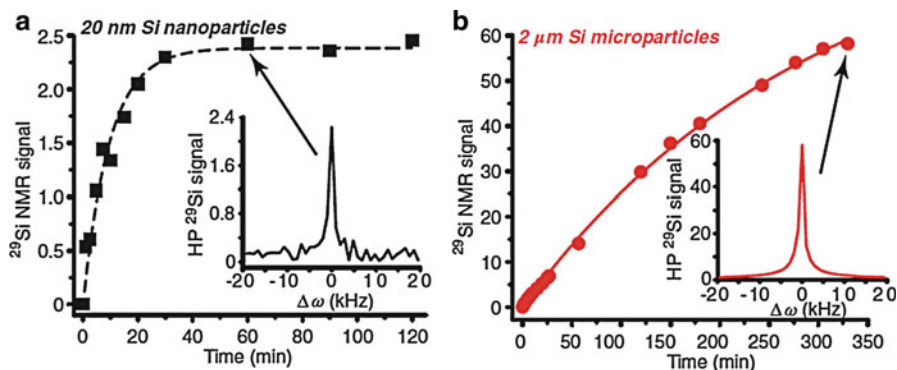 a
20 nm Si nanoparticles
2.5
2.0
1.5
1.0
0.5
0
²⁹Si NMR signal
0 20 40 60 80 100 120
Time (min)
2.4
1.8
1.2
0.6
0
HP ²⁹Si signal
-20 -10 0 10 20
Δω (kHz)
b
2 μm Si microparticles
60
50
40
30
20
10
0
²⁹Si NMR signal
0 50 100 150 200 250 300 350
Time (min)
60
40
20
0
HP ²⁹Si signal
-20 -10 0 10 20
Δω (kHz)